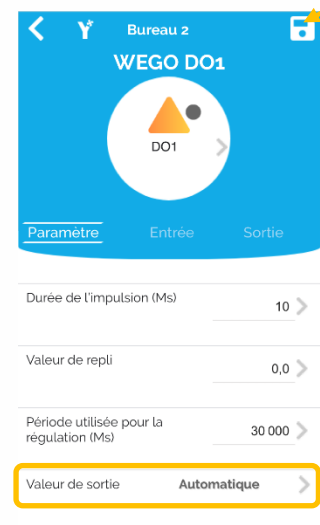 Bureau 2
WEGO DO1
DO1
Paramètre Entrée Sortie
Durée de l'impulsion (Ms)
10
Valeur de repli
0,0
Période utilisée pour la
régulation (Ms)
30 000
Valeur de sortie Automatique